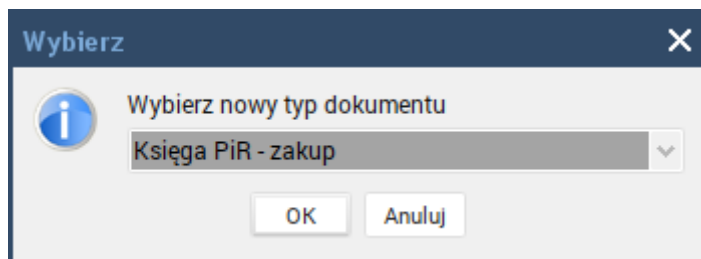 Wybierz
Wybierz nowy typ dokumentu
Księga PiR - zakup
OK Anuluj